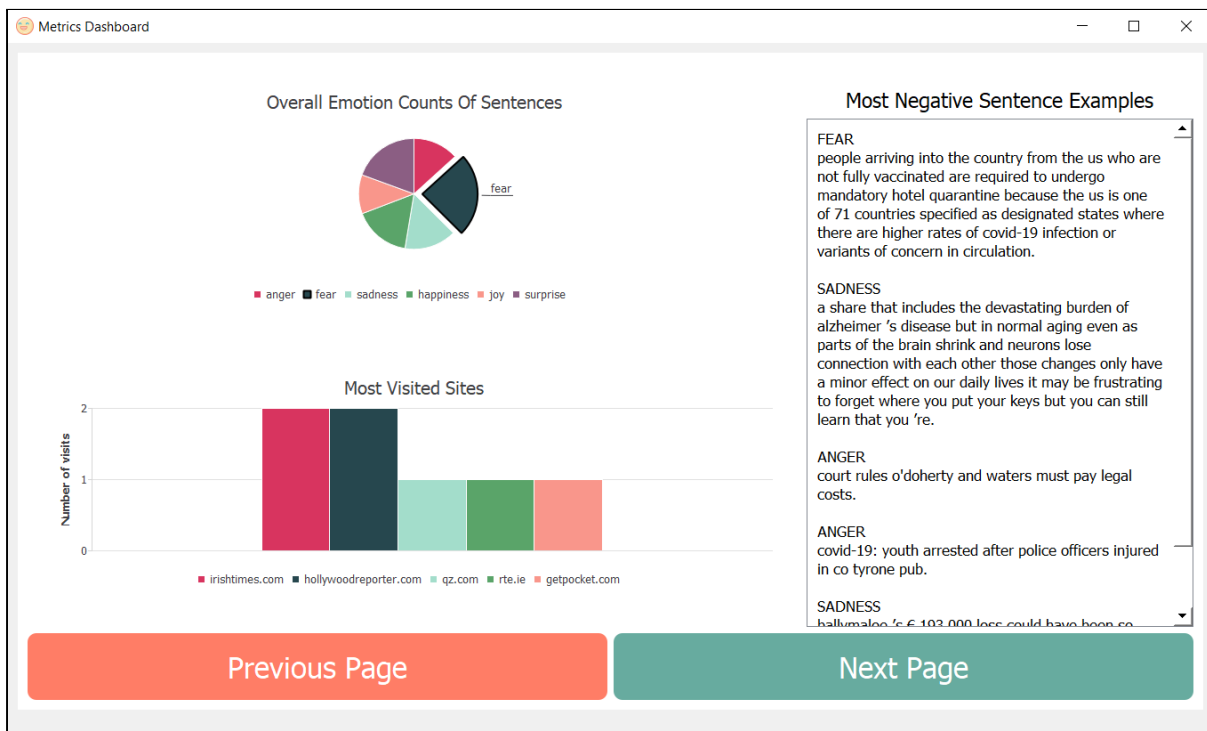 Metrics Dashboard
Overall Emotion Counts Of Sentences
fear
anger fear sadness happiness joy surprise
Most Visited Sites
2
1
0
Number of visits
irishtimes.com hollywoodreporter.com qz.com rte.ie getpocket.com
Most Negative Sentence Examples
FEAR
people arriving into the country from the us who are
not fully vaccinated are required to undergo
mandatory hotel quarantine because the us is one
of 71 countries specified as designated states where
there are higher rates of covid-19 infection or
variants of concern in circulation.
SADNESS
a share that includes the devastating burden of
alzheimer ’s disease but in normal aging even as
parts of the brain shrink and neurons lose
connection with each other those changes only have
a minor effect on our daily lives it may be frustrating
to forget where you put your keys but you can still
learn that you ’re.
ANGER
court rules o'doherty and waters must pay legal
costs.
ANGER
covid-19: youth arrested after police officers injured
in co tyrone pub.
SADNESS
ballymaloe ’s € 193,000 loss could have been so
Previous Page
Next Page